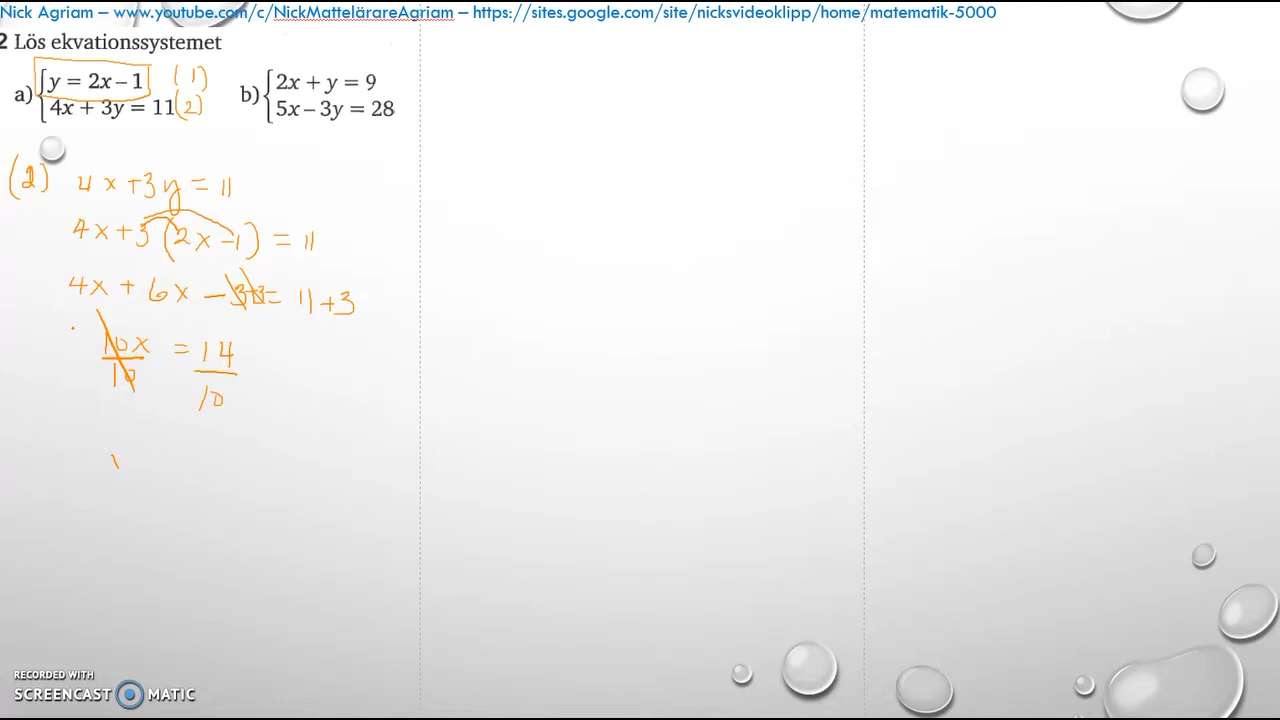 Nick Agriam – www.youtube.com/c/NickMattelärareAgriam – https://sites.google.com/site/nicksvideoklipp/home/matematik-5000
2 Lös ekvationssystemet
a) { y = 2x – 1 (1)
4x + 3y = 11 (2)
b) { 2x + y = 9
5x – 3y = 28
(2) 4x + 3y = 11
4x + 3(2x – 1) = 11
4x + 6x – 3+3 = 11 + 3
10x = 14
10 10
RECORDED WITH
SCREENCAST MATIC